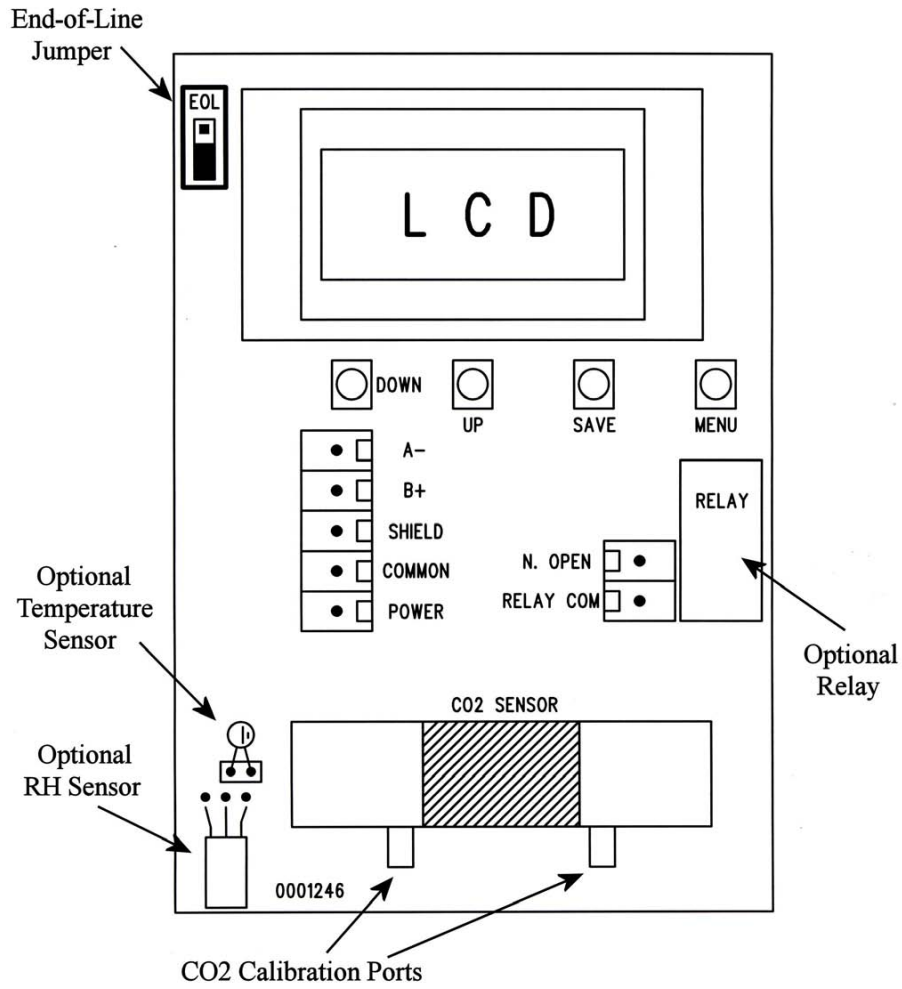 End-of-Line
Jumper
EOL
L C D
DOWN
UP
SAVE
MENU
A-
B+
SHIELD
COMMON
POWER
RELAY
N. OPEN
RELAY COM
Optional
Temperature
Sensor
Optional
Relay
CO2 SENSOR
Optional
RH Sensor
0001246
CO2 Calibration Ports